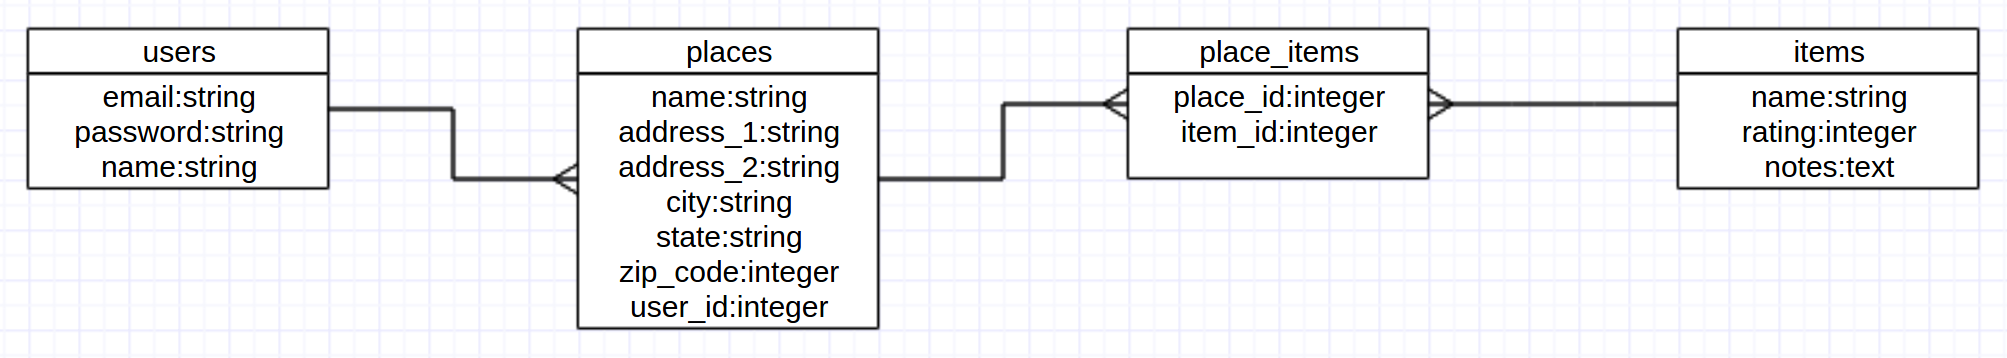 users
email:string
password:string
name:string
places
name:string
address_1:string
address_2:string
city:string
state:string
zip_code:integer
user_id:integer
place_items
place_id:integer
item_id:integer
items
name:string
rating:integer
notes:text